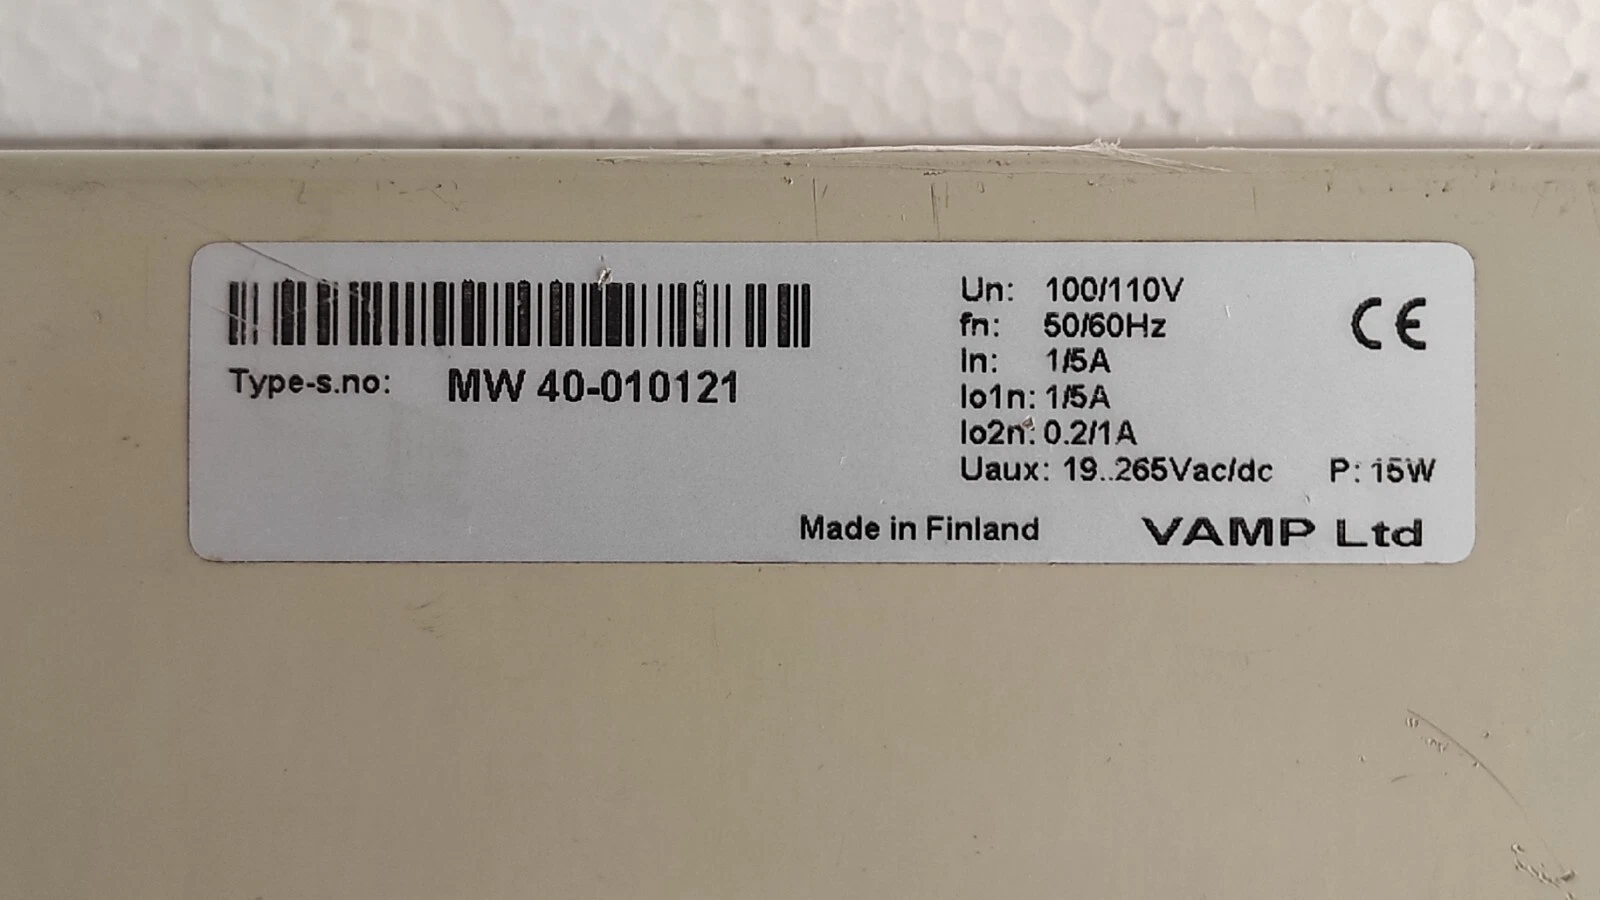 Type-s.no: MW 40-010121
Un: 100/110V
fn: 50/60Hz
In: 1/5A
Io1n: 1/5A
Io2n: 0.2/1A
Uaux: 19..265Vac/dc P: 15W
CE
Made in Finland VAMP Ltd